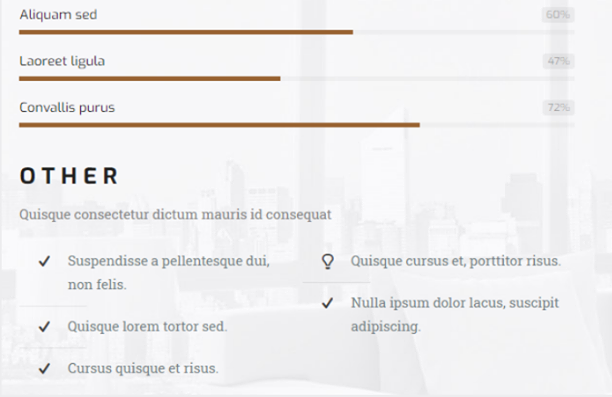 Aliquam sed 60%
Laoreet ligula 47%
Convallis purus 72%
OTHER
Quisque consectetur dictum mauris id consequat
Suspendisse a pellentesque dui,
non felis.
Quisque lorem tortor sed.
Cursus quisque et risus.
Quisque cursus et, porttitor risus.
Nulla ipsum dolor lacus, suscipit
adipiscing.